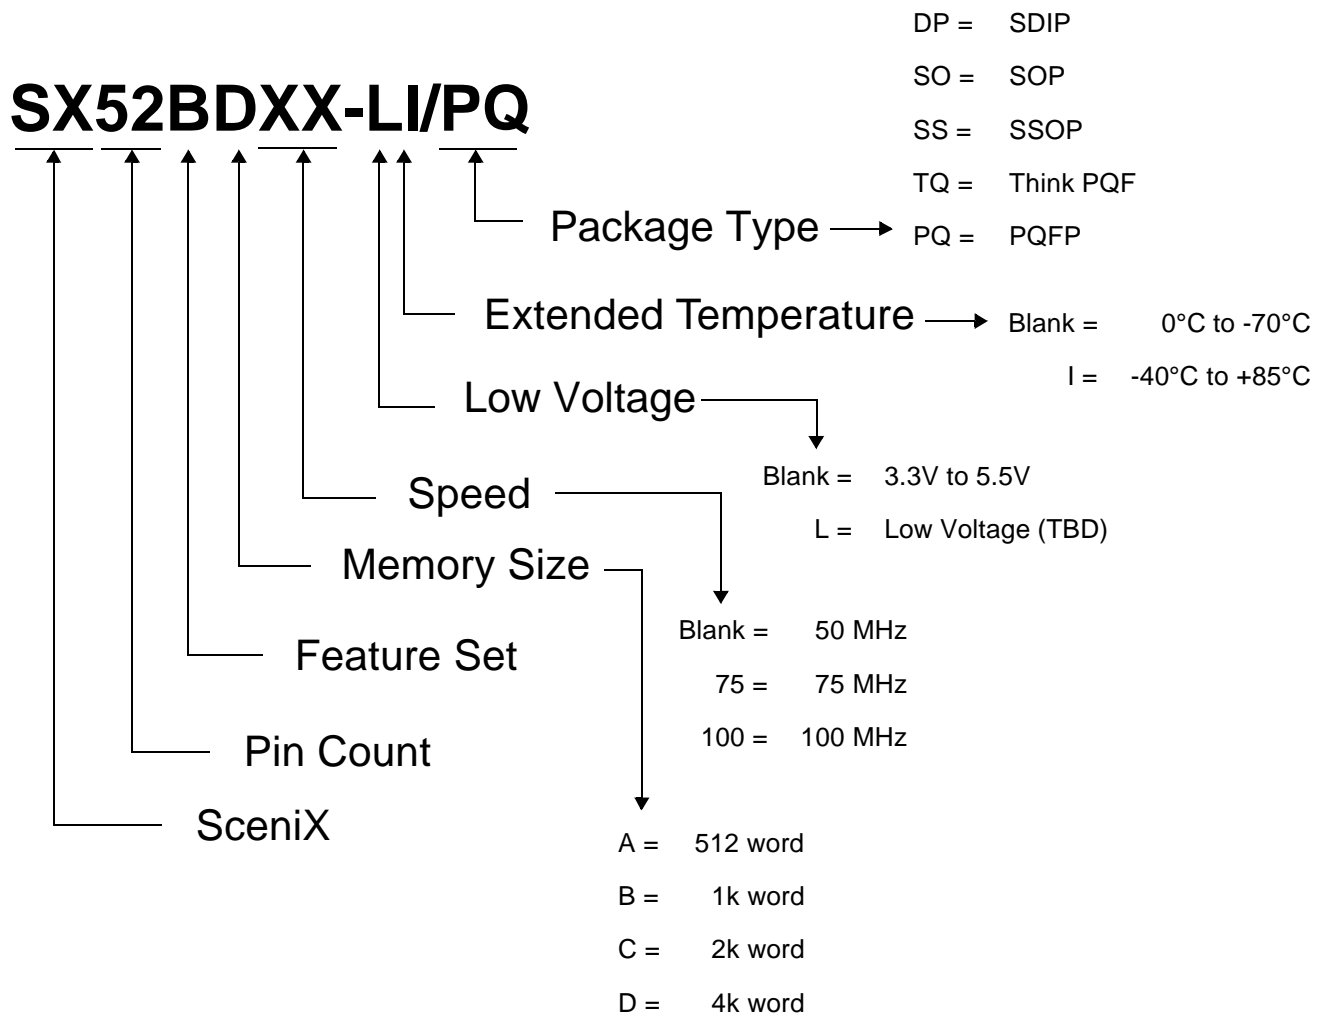 SX52BDXX-LI/PQ
DP = SDIP
SO = SOP
SS = SSOP
TQ = Think PQF
PQ = PQFP
Package Type
Extended Temperature
Blank = 0°C to -70°C
I = -40°C to +85°C
Low Voltage
Blank = 3.3V to 5.5V
L = Low Voltage (TBD)
Speed
Blank = 50 MHz
75 = 75 MHz
100 = 100 MHz
Memory Size
A = 512 word
B = 1k word
C = 2k word
D = 4k word
Feature Set
Pin Count
SceniX